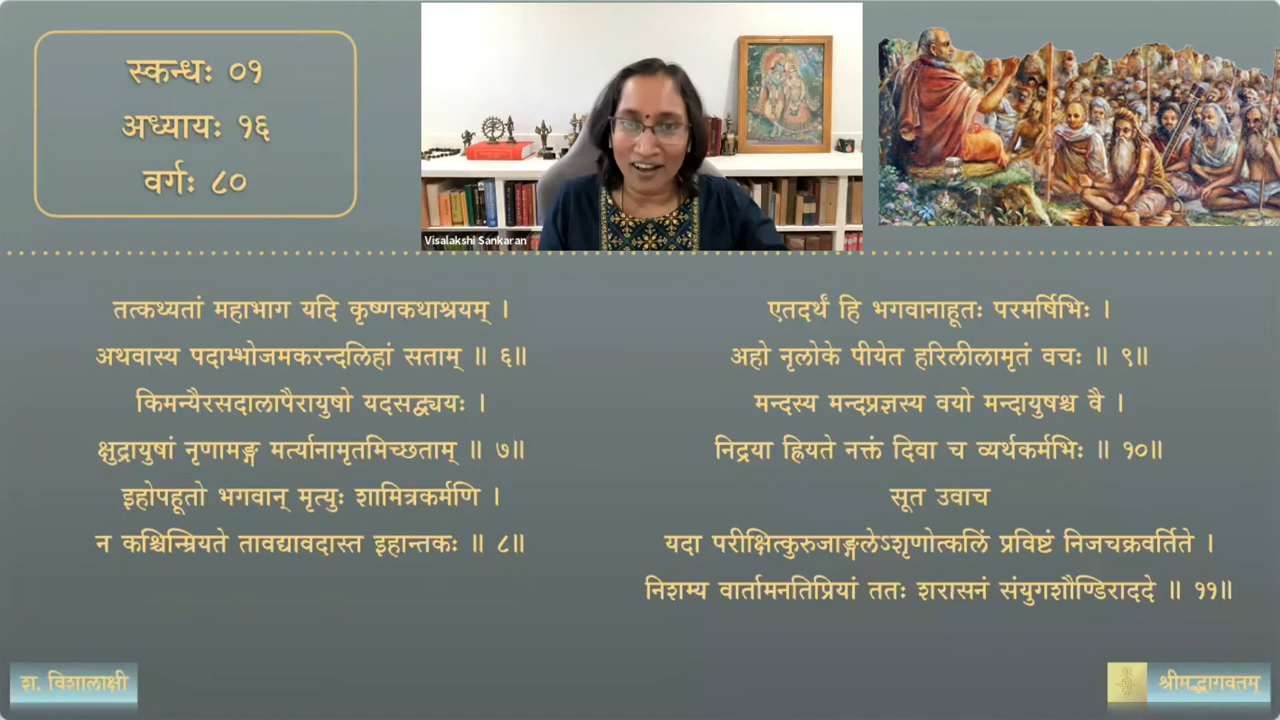 स्कन्धः ०१
अध्यायः १६
वर्गः ८०
Visalakshi Sankaran
तत्कथ्यतां महाभाग यदि कृष्णकथाश्रयम् ।
अथवास्य पदाम्भोजमकरन्दलिहां सताम् ॥ ६॥
किमन्यैरसदालापैरायुषो यदसद्व्ययः ।
क्षुद्रायुषां नृणामङ्ग मर्त्यानामृतमिच्छताम् ॥ ७॥
इहोपहूतो भगवान् मृत्युः शामित्रकर्मणि ।
न कश्चिन्म्रियते तावद्यावदास्त इहान्तकः ॥ ८॥
एतदर्थं हि भगवानाहूतः परमर्षिभिः ।
अहो नृलोके पीयेत हरिलीलामृतं वचः ॥ ९॥
मन्दस्य मन्दप्रज्ञस्य वयो मन्दायुषश्च वै ।
निद्रया ह्रियते नक्तं दिवा च व्यर्थकर्मभिः ॥ १०॥
सूत उवाच
यदा परीक्षित्कुरुजाङ्गलेऽशृणोत्कलिं प्रविष्टं निजचक्रवर्तिते ।
निशम्य वार्तामनतिप्रियां ततः शरासनं संयुगशौण्डिराददे ॥ ११॥
श. विशालाक्षी
श्रीमद्भागवतम्